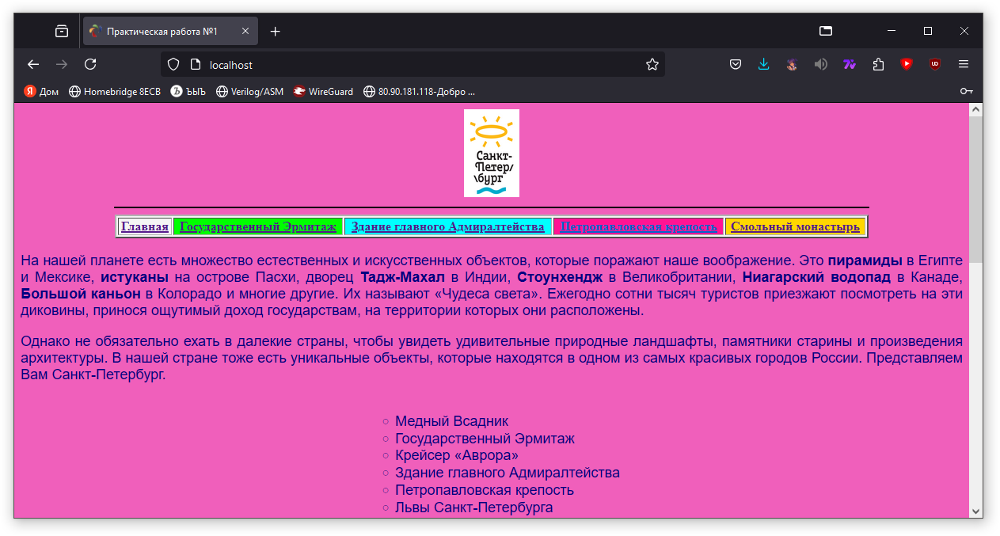 Практическая работа №1
localhost
Я Дом Homebridge 8ECB Ъ ЪЫЪ Verilog/ASM WireGuard 80.90.181.118-Добро ...
Санкт-
Петер/
\бург
Главная Государственный Эрмитаж Здание главного Адмиралтейства Петропавловская крепость Смольный монастырь
На нашей планете есть множество естественных и искусственных объектов, которые поражают наше воображение. Это пирамиды в Египте
и Мексике, истуканы на острове Пасхи, дворец Тадж-Махал в Индии, Стоунхендж в Великобритании, Ниагарский водопад в Канаде,
Большой каньон в Колорадо и многие другие. Их называют «Чудеса света». Ежегодно сотни тысяч туристов приезжают посмотреть на эти
диковины, принося ощутимый доход государствам, на территории которых они расположены.
Однако не обязательно ехать в далекие страны, чтобы увидеть удивительные природные ландшафты, памятники старины и произведения
архитектуры. В нашей стране тоже есть уникальные объекты, которые находятся в одном из самых красивых городов России. Представляем
Вам Санкт-Петербург.
Медный Всадник
Государственный Эрмитаж
Крейсер «Аврора»
Здание главного Адмиралтейства
Петропавловская крепость
Львы Санкт-Петербурга